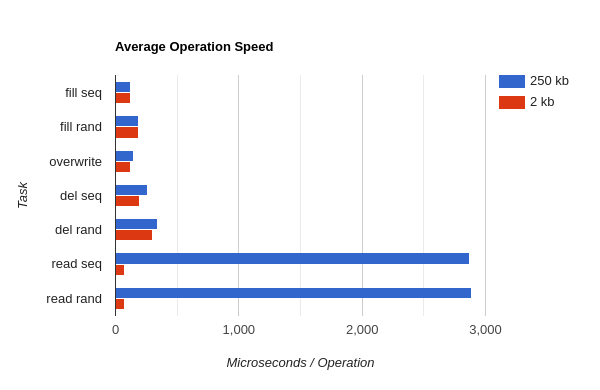 Average Operation Speed
250 kb
2 kb
fill seq
fill rand
overwrite
del seq
del rand
read seq
read rand
Task
0
1,000
2,000
3,000
Microseconds / Operation